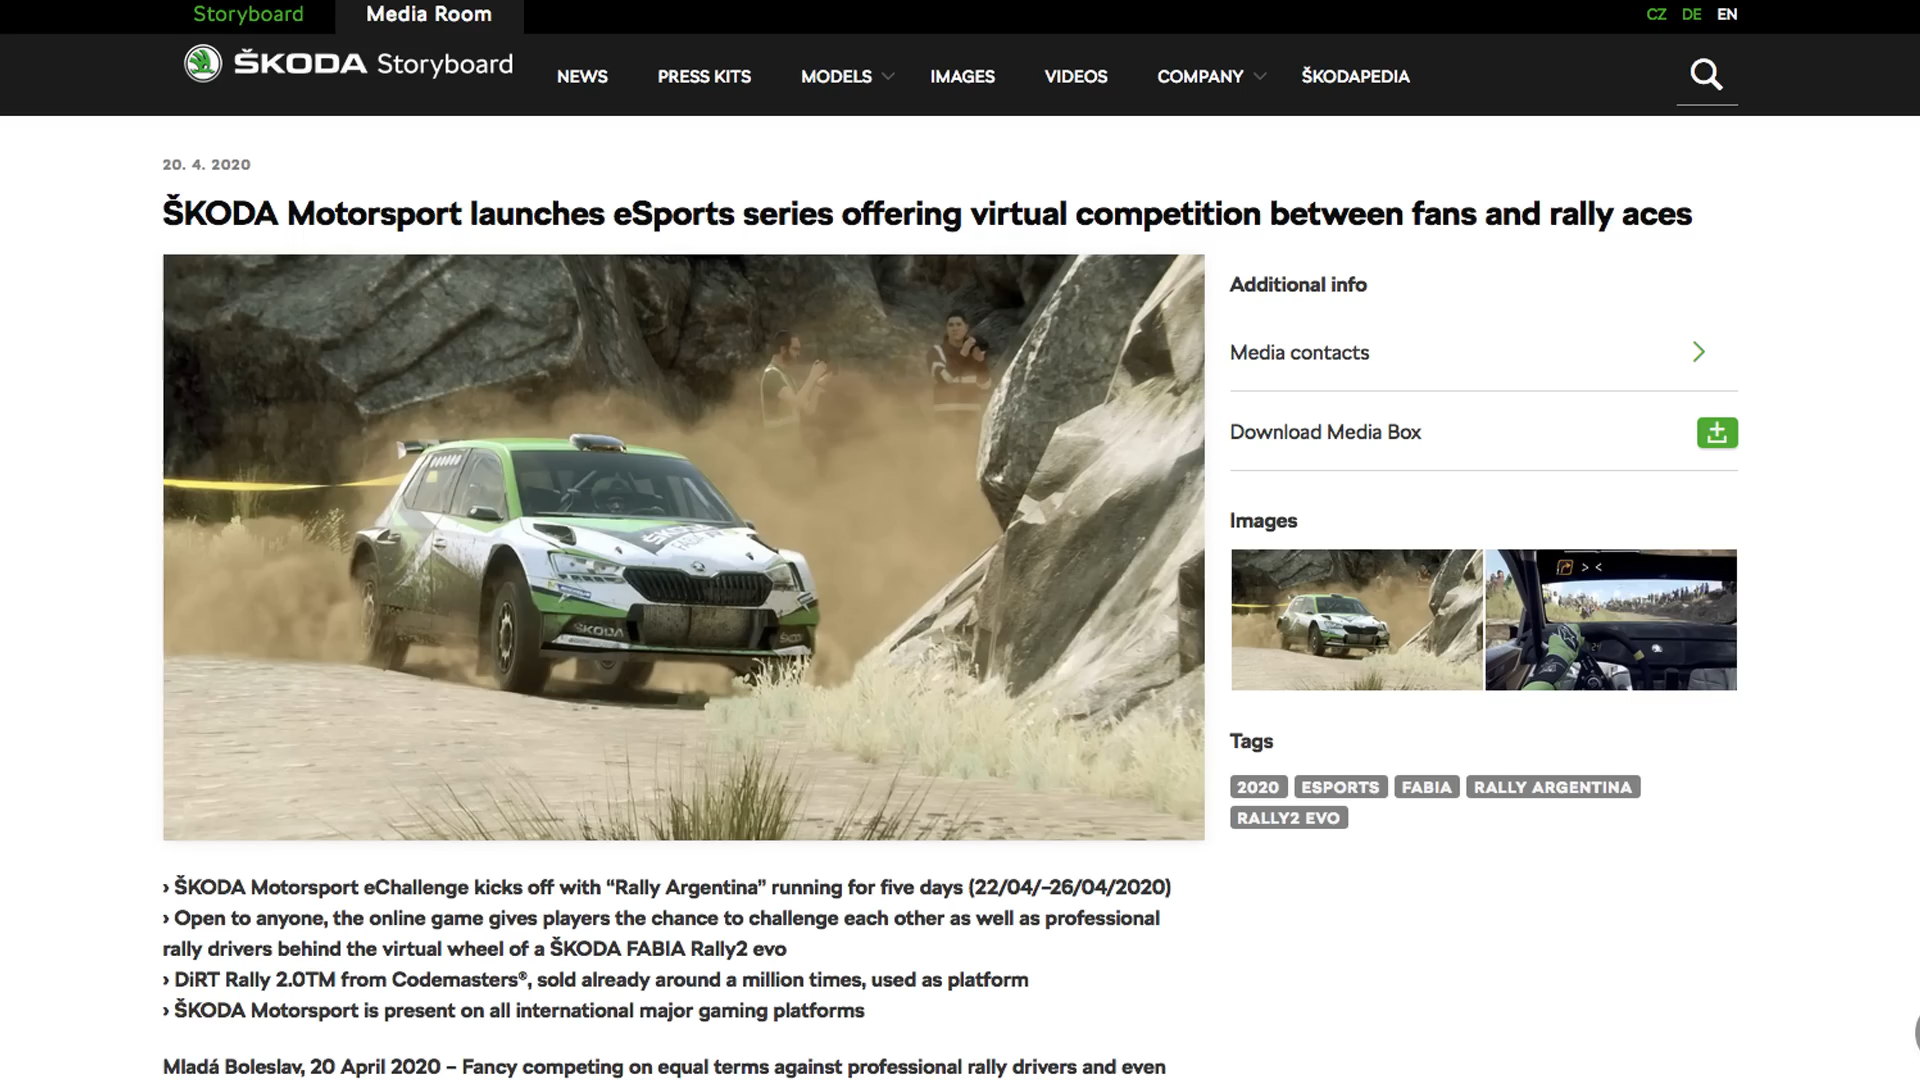 Storyboard
Media Room
CZ DE EN
ŠKODA Storyboard
NEWS
PRESS KITS
MODELS
IMAGES
VIDEOS
COMPANY
ŠKODAPEDIA
20. 4. 2020
ŠKODA Motorsport launches eSports series offering virtual competition between fans and rally aces
ŠKODA
Additional info
Media contacts
Download Media Box
Images
> <
Tags
2020 ESPORTS FABIA RALLY ARGENTINA
RALLY2 EVO
› ŠKODA Motorsport eChallenge kicks off with “Rally Argentina” running for five days (22/04/–26/04/2020)
› Open to anyone, the online game gives players the chance to challenge each other as well as professional
rally drivers behind the virtual wheel of a ŠKODA FABIA Rally2 evo
› DiRT Rally 2.0TM from Codemasters®, sold already around a million times, used as platform
› ŠKODA Motorsport is present on all international major gaming platforms
Mladá Boleslav, 20 April 2020 – Fancy competing on equal terms against professional rally drivers and even